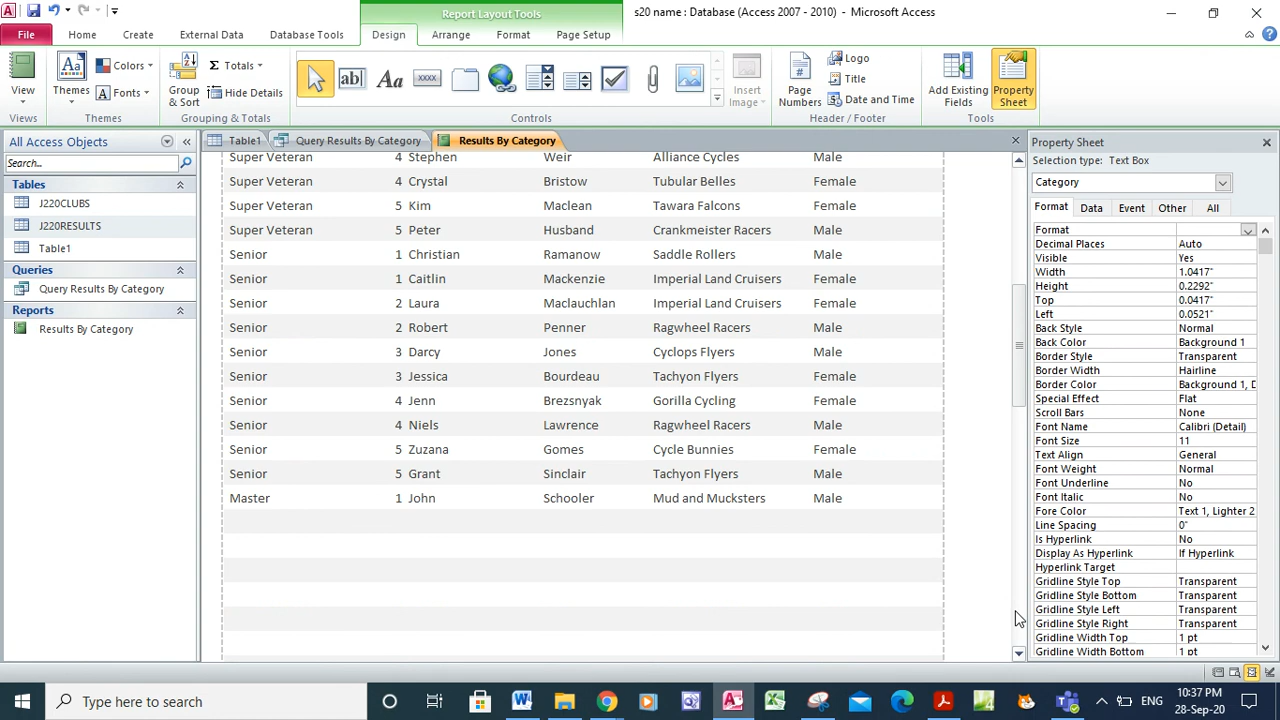 Report Layout Tools
s20 name : Database (Access 2007 - 2010) - Microsoft Access
File Home Create External Data Database Tools Design Arrange Format Page Setup
View
Views
Themes
Colors
Fonts
Themes
Group & Sort
Totals
Hide Details
Grouping & Totals
ab|
Aa
xxxx
Insert Image
Controls
Page Numbers
Logo
Title
Date and Time
Header / Footer
Add Existing Fields
Property Sheet
Tools
All Access Objects
Search...
Tables
J220CLUBS
J220RESULTS
Table1
Queries
Query Results By Category
Reports
Results By Category
Table1 Query Results By Category Results By Category
Super Veteran 4 Stephen Weir Alliance Cycles Male
Super Veteran 4 Crystal Bristow Tubular Belles Female
Super Veteran 5 Kim Maclean Tawara Falcons Female
Super Veteran 5 Peter Husband Crankmeister Racers Male
Senior 1 Christian Ramanow Saddle Rollers Male
Senior 1 Caitlin Mackenzie Imperial Land Cruisers Female
Senior 2 Laura Maclauchlan Imperial Land Cruisers Female
Senior 2 Robert Penner Ragwheel Racers Male
Senior 3 Darcy Jones Cyclops Flyers Male
Senior 3 Jessica Bourdeau Tachyon Flyers Female
Senior 4 Jenn Brezsnyak Gorilla Cycling Female
Senior 4 Niels Lawrence Ragwheel Racers Male
Senior 5 Zuzana Gomes Cycle Bunnies Female
Senior 5 Grant Sinclair Tachyon Flyers Male
Master 1 John Schooler Mud and Mucksters Male
Property Sheet
Selection type: Text Box
Category
Format Data Event Other All
Format
Decimal Places Auto
Visible Yes
Width 1.0417"
Height 0.2292"
Top 0.0417"
Left 0.0521"
Back Style Normal
Back Color Background 1
Border Style Transparent
Border Width Hairline
Border Color Background 1, D
Special Effect Flat
Scroll Bars None
Font Name Calibri (Detail)
Font Size 11
Text Align General
Font Weight Normal
Font Underline No
Font Italic No
Fore Color Text 1, Lighter 2
Line Spacing 0"
Is Hyperlink No
Display As Hyperlink If Hyperlink
Hyperlink Target
Gridline Style Top Transparent
Gridline Style Bottom Transparent
Gridline Style Left Transparent
Gridline Style Right Transparent
Gridline Width Top 1 pt
Gridline Width Bottom 1 pt
Type here to search
ENG
10:37 PM
28-Sep-20